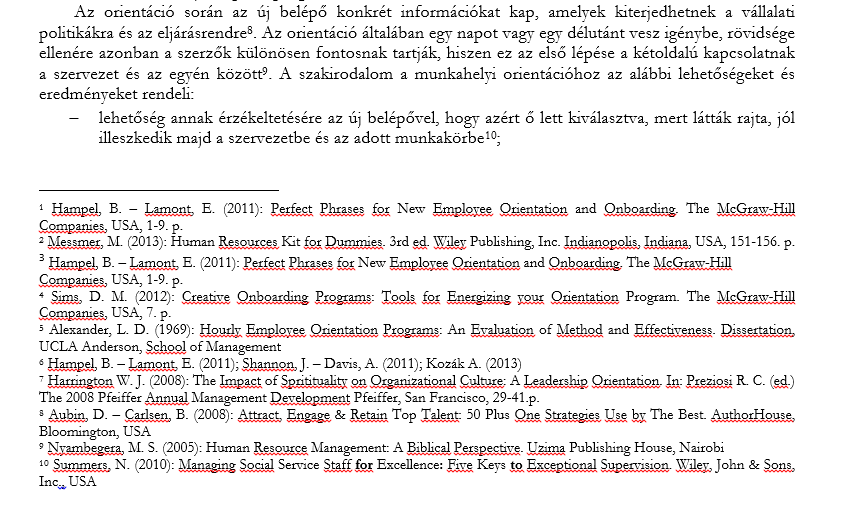 Az orientáció során az új belépő konkrét információkat kap, amelyek kiterjedhetnek a vállalati
politikákra és az eljárásrendre⁸. Az orientáció általában egy napot vagy egy délutánt vesz igénybe, rövidsége
ellenére azonban a szerzők különösen fontosnak tartják, hiszen ez az első lépése a kétoldalú kapcsolatnak
a szervezet és az egyén között⁹. A szakirodalom a munkahelyi orientációhoz az alábbi lehetőségeket és
eredményeket rendeli:
– lehetőség annak érzékeltetésére az új belépővel, hogy azért ő lett kiválasztva, mert látták rajta, jól
illeszkedik majd a szervezetbe és az adott munkakörbe¹⁰;
¹ Hampel, B. – Lamont, E. (2011): Perfect Phrases for New Employee Orientation and Onboarding. The McGraw-Hill
Companies, USA, 1-9. p.
² Messmer, M. (2013): Human Resources Kit for Dummies. 3rd ed. Wiley Publishing, Inc. Indianopolis, Indiana, USA, 151-156. p.
³ Hampel, B. – Lamont, E. (2011): Perfect Phrases for New Employee Orientation and Onboarding. The McGraw-Hill
Companies, USA, 1-9. p.
⁴ Sims, D. M. (2012): Creative Onboarding Programs: Tools for Energizing your Orientation Program. The McGraw-Hill
Companies, USA, 7. p.
⁵ Alexander, L. D. (1969): Hourly Employee Orientation Programs: An Evaluation of Method and Effectiveness. Dissertation,
UCLA Anderson, School of Management
⁶ Hampel, B. – Lamont, E. (2011); Shannon, J. – Davis, A. (2011); Kozák A. (2013)
⁷ Harrington W. J. (2008): The Impact of Spritituality on Organizational Culture: A Leadership Orientation. In: Preziosi R. C. (ed.)
The 2008 Pfeiffer Annual Management Development Pfeiffer, San Francisco, 29-41.p.
⁸ Aubin, D. – Carlsen, B. (2008): Attract, Engage & Retain Top Talent: 50 Plus One Strategies Use by The Best. AuthorHouse,
Bloomington, USA
⁹ Nyambegera, M. S. (2005): Human Resource Management: A Biblical Perspective. Uzima Publishing House, Nairobi
¹⁰ Summers, N. (2010): Managing Social Service Staff for Excellence: Five Keys to Exceptional Supervision. Wiley, John & Sons,
Inc., USA